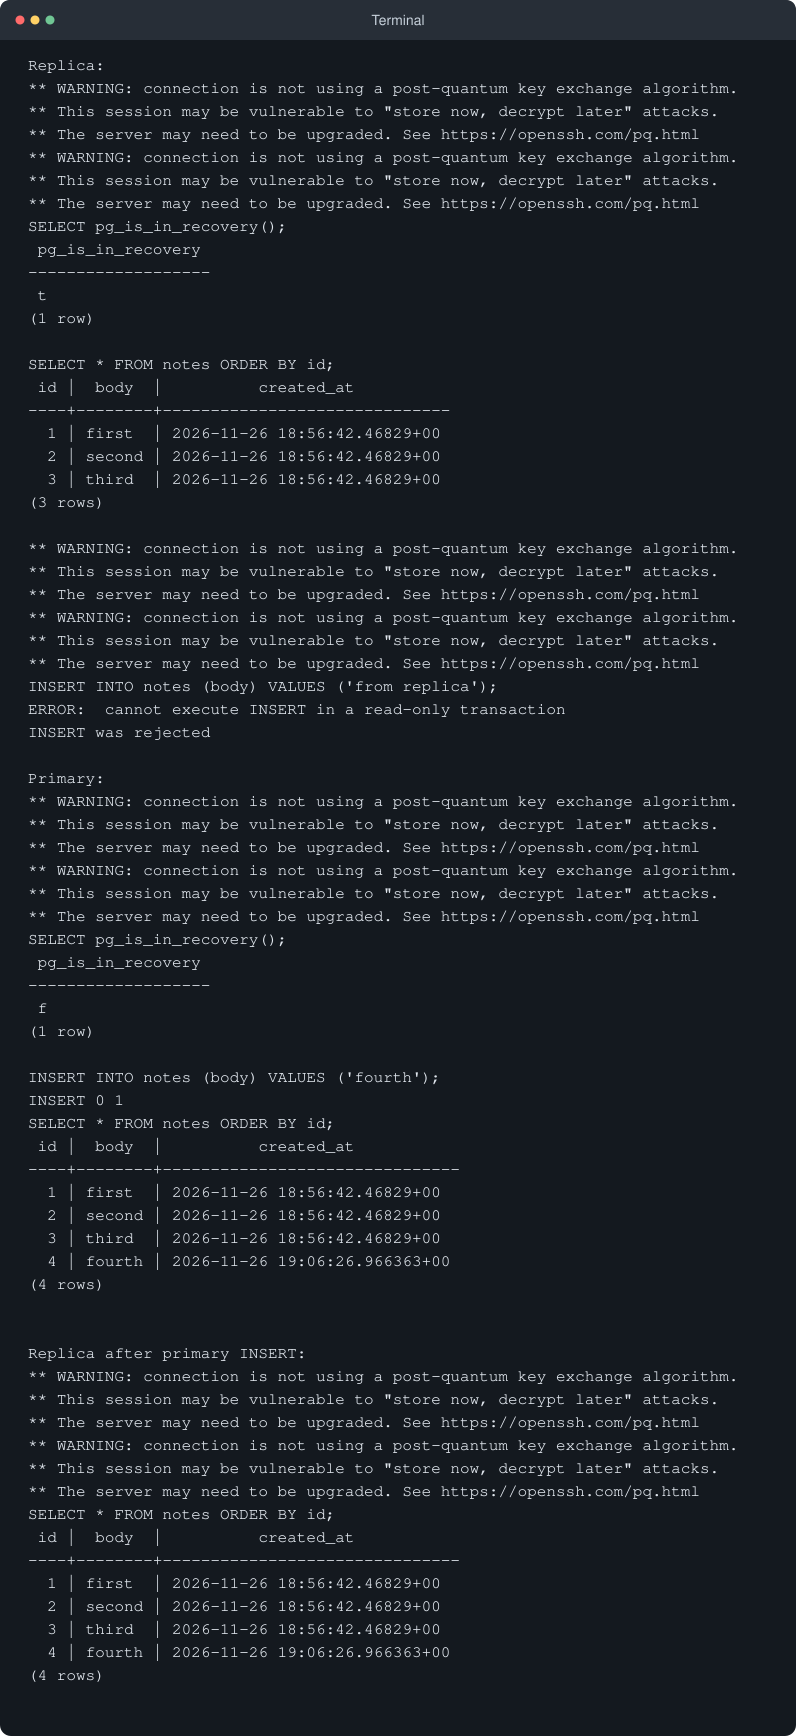 Terminal
Replica:
** WARNING: connection is not using a post-quantum key exchange algorithm.
** This session may be vulnerable to "store now, decrypt later" attacks.
** The server may need to be upgraded. See https://openssh.com/pq.html
** WARNING: connection is not using a post-quantum key exchange algorithm.
** This session may be vulnerable to "store now, decrypt later" attacks.
** The server may need to be upgraded. See https://openssh.com/pq.html
SELECT pg_is_in_recovery();
 pg_is_in_recovery
-------------------
 t
(1 row)

SELECT * FROM notes ORDER BY id;
 id |  body  |          created_at
----+--------+------------------------------
  1 | first  | 2026-11-26 18:56:42.46829+00
  2 | second | 2026-11-26 18:56:42.46829+00
  3 | third  | 2026-11-26 18:56:42.46829+00
(3 rows)

** WARNING: connection is not using a post-quantum key exchange algorithm.
** This session may be vulnerable to "store now, decrypt later" attacks.
** The server may need to be upgraded. See https://openssh.com/pq.html
** WARNING: connection is not using a post-quantum key exchange algorithm.
** This session may be vulnerable to "store now, decrypt later" attacks.
** The server may need to be upgraded. See https://openssh.com/pq.html
INSERT INTO notes (body) VALUES ('from replica');
ERROR:  cannot execute INSERT in a read-only transaction
INSERT was rejected

Primary:
** WARNING: connection is not using a post-quantum key exchange algorithm.
** This session may be vulnerable to "store now, decrypt later" attacks.
** The server may need to be upgraded. See https://openssh.com/pq.html
** WARNING: connection is not using a post-quantum key exchange algorithm.
** This session may be vulnerable to "store now, decrypt later" attacks.
** The server may need to be upgraded. See https://openssh.com/pq.html
SELECT pg_is_in_recovery();
 pg_is_in_recovery
-------------------
 f
(1 row)

INSERT INTO notes (body) VALUES ('fourth');
INSERT 0 1
SELECT * FROM notes ORDER BY id;
 id |  body  |          created_at
----+--------+-------------------------------
  1 | first  | 2026-11-26 18:56:42.46829+00
  2 | second | 2026-11-26 18:56:42.46829+00
  3 | third  | 2026-11-26 18:56:42.46829+00
  4 | fourth | 2026-11-26 19:06:26.966363+00
(4 rows)


Replica after primary INSERT:
** WARNING: connection is not using a post-quantum key exchange algorithm.
** This session may be vulnerable to "store now, decrypt later" attacks.
** The server may need to be upgraded. See https://openssh.com/pq.html
** WARNING: connection is not using a post-quantum key exchange algorithm.
** This session may be vulnerable to "store now, decrypt later" attacks.
** The server may need to be upgraded. See https://openssh.com/pq.html
SELECT * FROM notes ORDER BY id;
 id |  body  |          created_at
----+--------+-------------------------------
  1 | first  | 2026-11-26 18:56:42.46829+00
  2 | second | 2026-11-26 18:56:42.46829+00
  3 | third  | 2026-11-26 18:56:42.46829+00
  4 | fourth | 2026-11-26 19:06:26.966363+00
(4 rows)